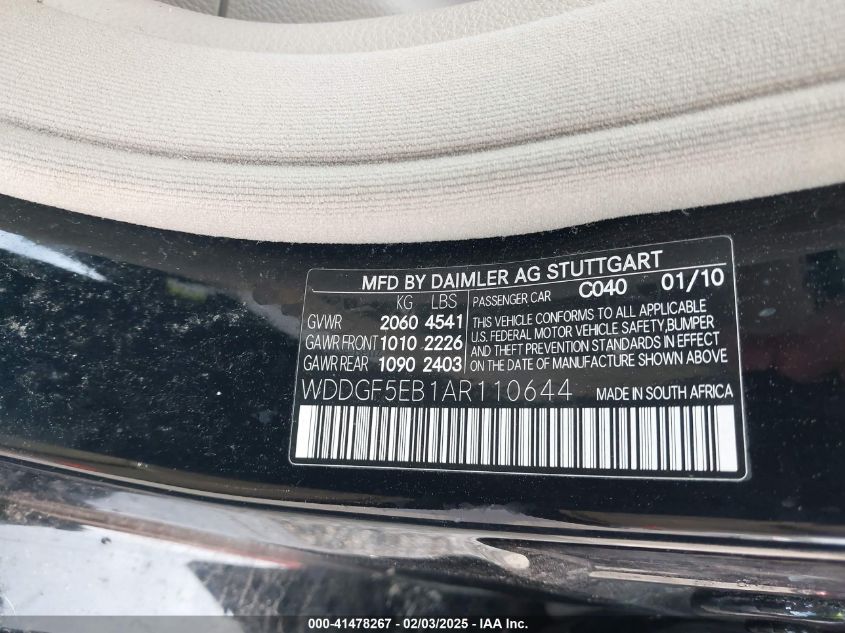 MFD BY DAIMLER AG STUTTGART
KG LBS PASSENGER CAR C040 01/10
GVWR 2060 4541 THIS VEHICLE CONFORMS TO ALL APPLICABLE
U.S. FEDERAL MOTOR VEHICLE SAFETY,BUMPER
GAWR FRONT 1010 2226 AND THEFT PREVENTION STANDARDS IN EFFECT
GAWR REAR 1090 2403 ON THE DATE OF MANUFACTURE SHOWN ABOVE
WDDGF5EB1AR110644 MADE IN SOUTH AFRICA
000-41478267 - 02/03/2025 - IAA Inc.